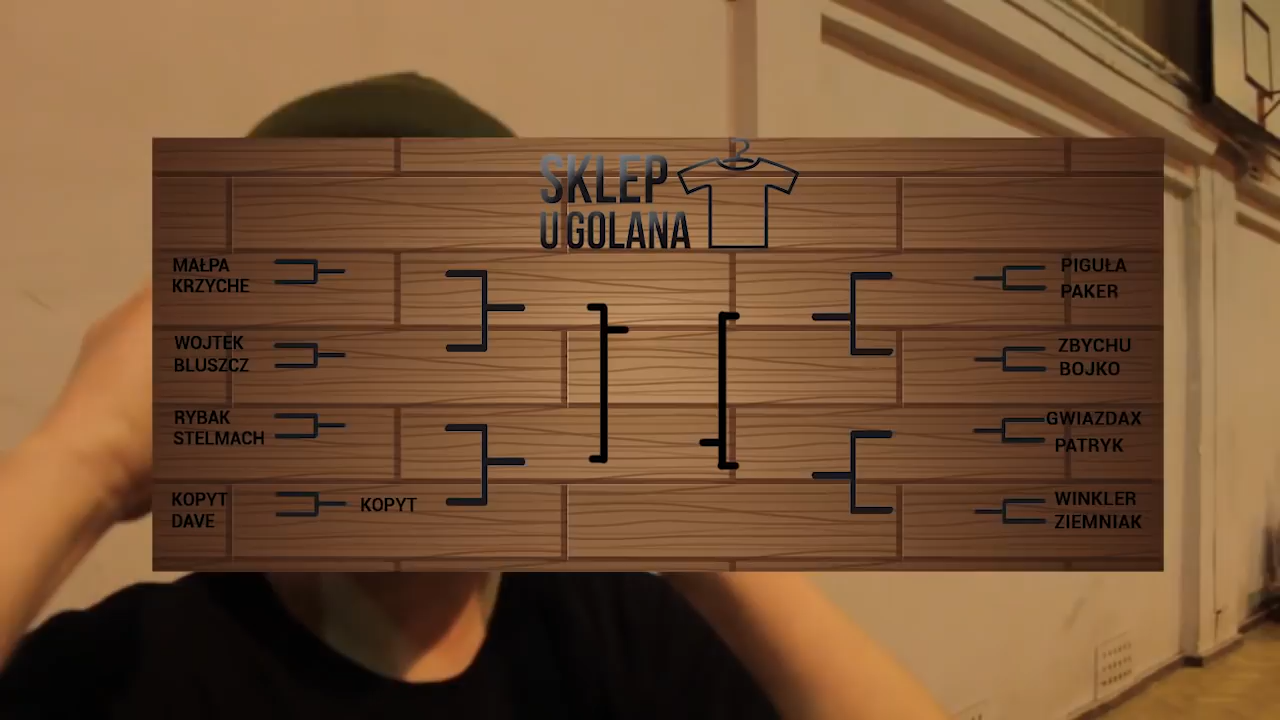 SKLEP
U GOLANA
MAŁPA
KRZYCHE
WOJTEK
BLUSZCZ
RYBAK
STELMACH
KOPYT
DAVE
KOPYT
PIGUŁA
PAKER
ZBYCHU
BOJKO
GWIAZDAX
PATRYK
WINKLER
ZIEMNIAK